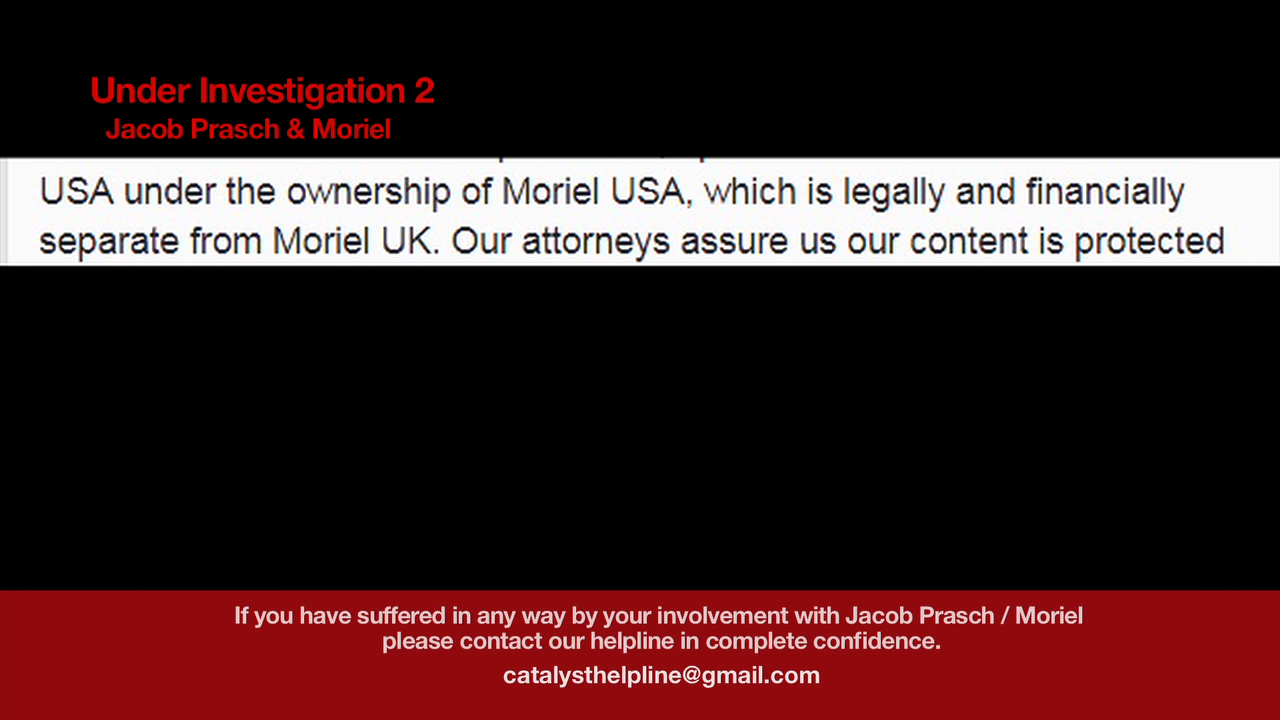 Under Investigation 2
Jacob Prasch & Moriel
USA under the ownership of Moriel USA, which is legally and financially
separate from Moriel UK. Our attorneys assure us our content is protected
If you have suffered in any way by your involvement with Jacob Prasch / Moriel
please contact our helpline in complete confidence.
catalysthelpline@gmail.com